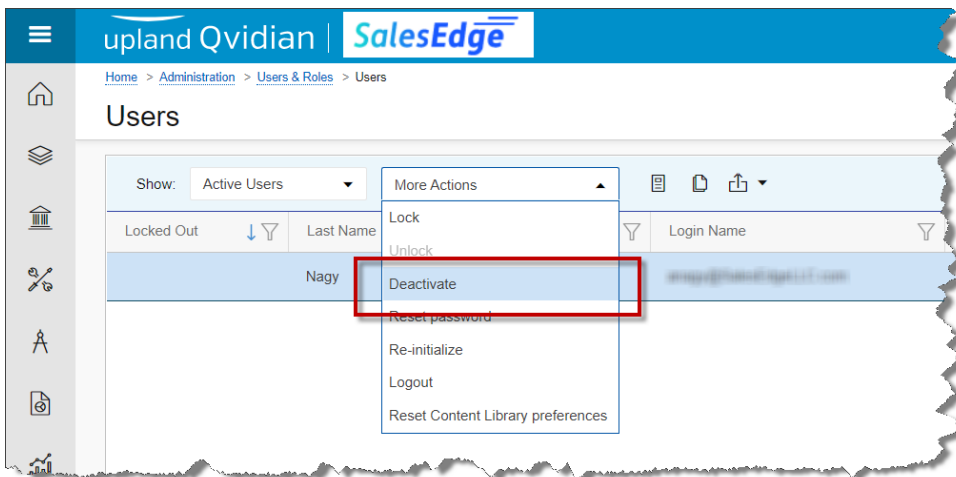 upland Qvidian | SalesEdge
Home > Administration > Users & Roles > Users
Users
Show: Active Users More Actions
Locked Out Last Name Login Name
Lock
Unlock
Nagy
Deactivate
Reset password
Re-initialize
Logout
Reset Content Library preferences